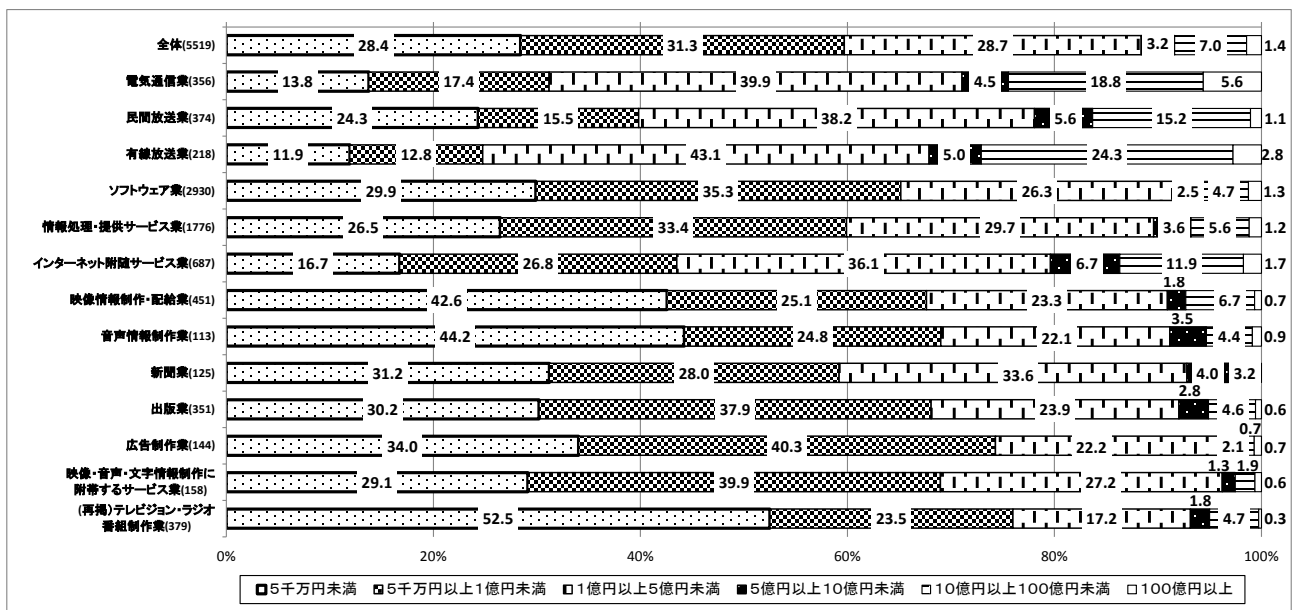 全体(5519) 28.4 31.3 28.7 3.2 7.0 1.4
電気通信業(356) 13.8 17.4 39.9 4.5 18.8 5.6
民間放送業(374) 24.3 15.5 38.2 5.6 15.2 1.1
有線放送業(218) 11.9 12.8 43.1 5.0 24.3 2.8
ソフトウェア業(2930) 29.9 35.3 26.3 2.5 4.7 1.3
情報処理・提供サービス業(1776) 26.5 33.4 29.7 3.6 5.6 1.2
インターネット附随サービス業(687) 16.7 26.8 36.1 6.7 11.9 1.7
映像情報制作・配給業(451) 42.6 25.1 23.3 1.8 6.7 0.7
音声情報制作業(113) 44.2 24.8 22.1 3.5 4.4 0.9
新聞業(125) 31.2 28.0 33.6 4.0 3.2
出版業(351) 30.2 37.9 23.9 2.8 4.6 0.6
広告制作業(144) 34.0 40.3 22.2 0.7 2.1 0.7
映像・音声・文字情報制作に
附帯するサービス業(158) 29.1 39.9 27.2 1.3 1.9 0.6
(再掲)テレビジョン・ラジオ
番組制作業(379) 52.5 23.5 17.2 1.8 4.7 0.3
0% 20% 40% 60% 80% 100%
5千万円未満 5千万円以上1億円未満 1億円以上5億円未満 5億円以上10億円未満 10億円以上100億円未満 100億円以上